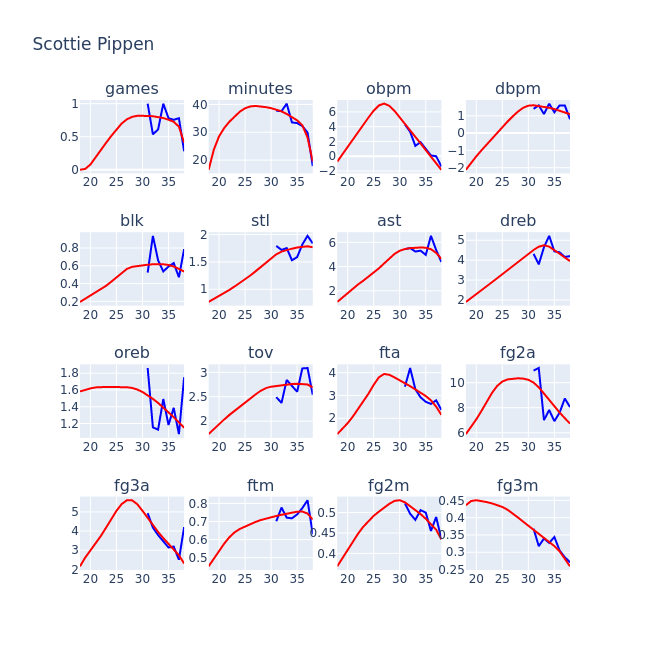 Scottie Pippen
games minutes obpm dbpm
1 0.5 0 20 25 30 35
40 30 20 20 25 30 35
6 4 2 0 −2 20 25 30 35
1 0 −1 −2 20 25 30 35
blk stl ast dreb
0.8 0.6 0.4 0.2 20 25 30 35
2 1.5 1 20 25 30 35
6 4 2 20 25 30 35
5 4 3 2 20 25 30 35
oreb tov fta fg2a
1.8 1.6 1.4 1.2 20 25 30 35
3 2.5 2 20 25 30 35
4 3 2 20 25 30 35
10 8 6 20 25 30 35
fg3a ftm fg2m fg3m
5 4 3 2 20 25 30 35
0.8 0.7 0.6 0.5 20 25 30 35
0.5 0.45 0.4 20 25 30 35
0.45 0.4 0.35 0.3 0.25 20 25 30 35